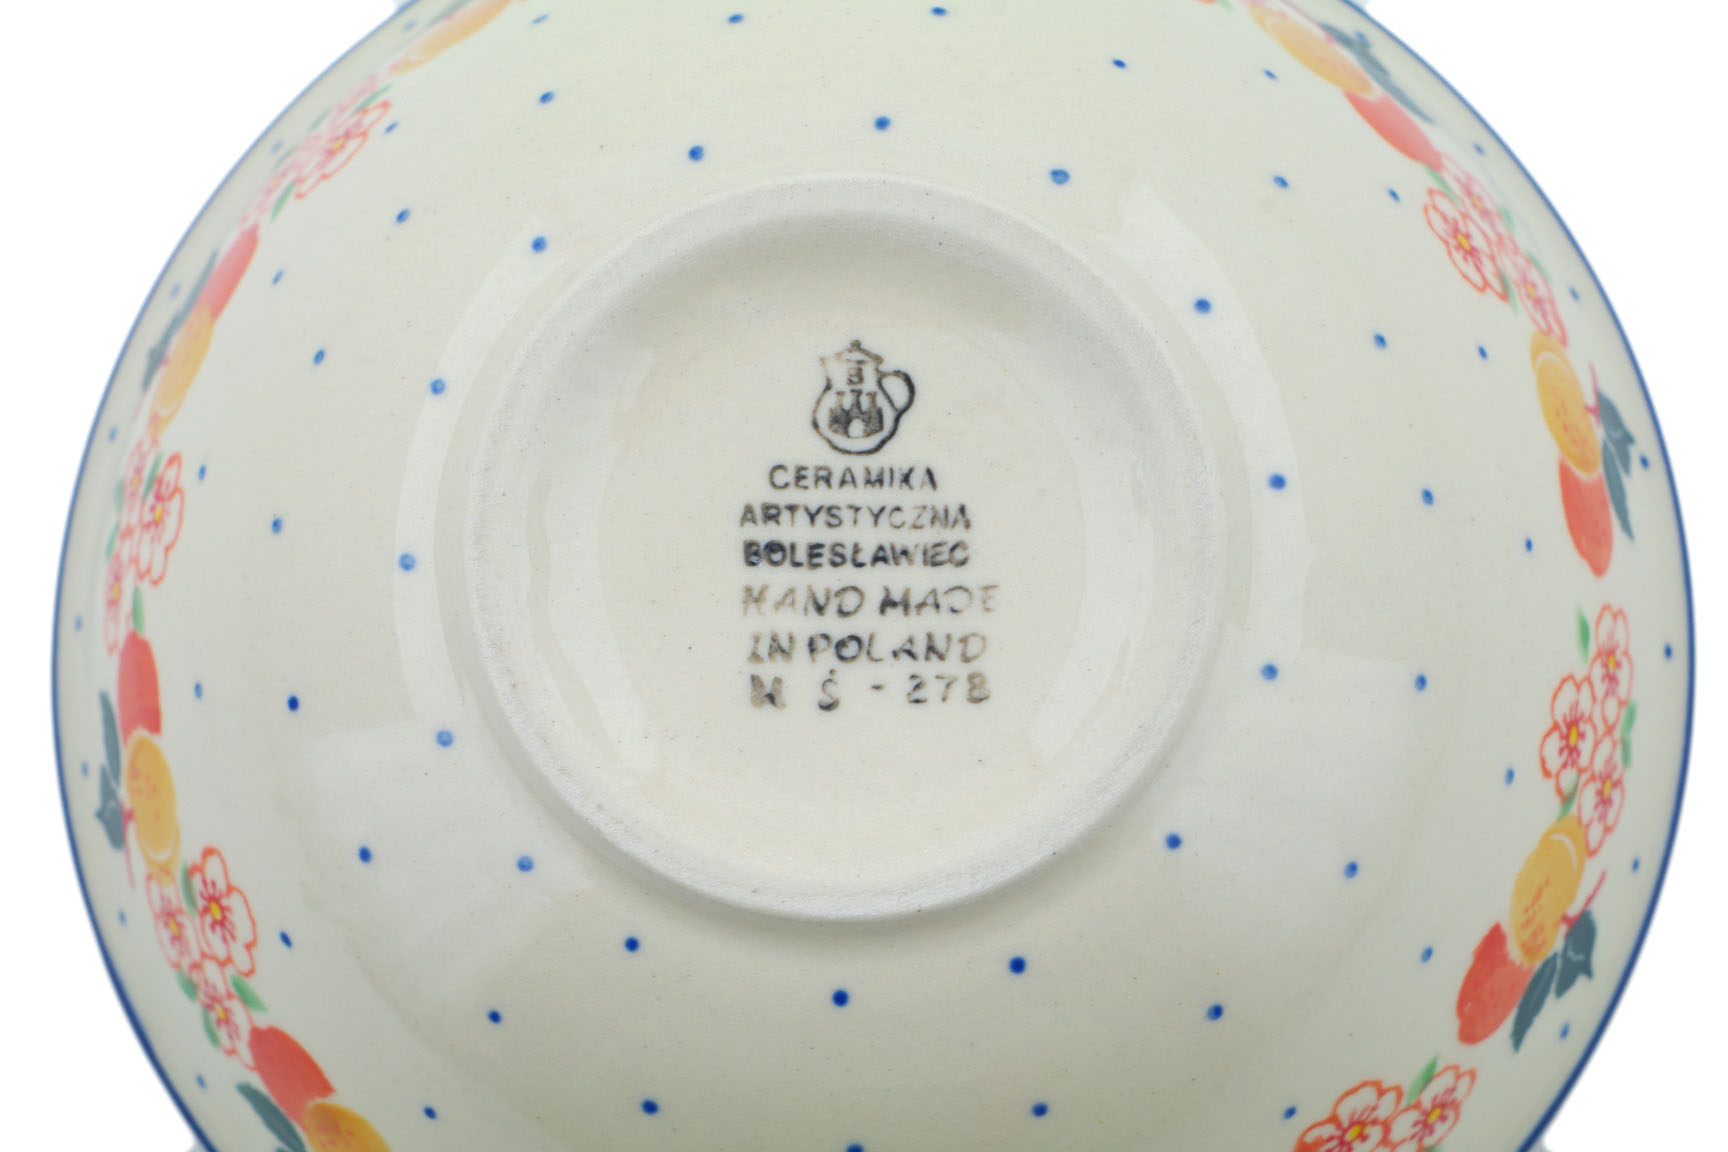 B
CERAMIKA
ARTYSTYCZNA
BOLESŁAWIEC
HAND MADE
IN POLAND
Ś - 278